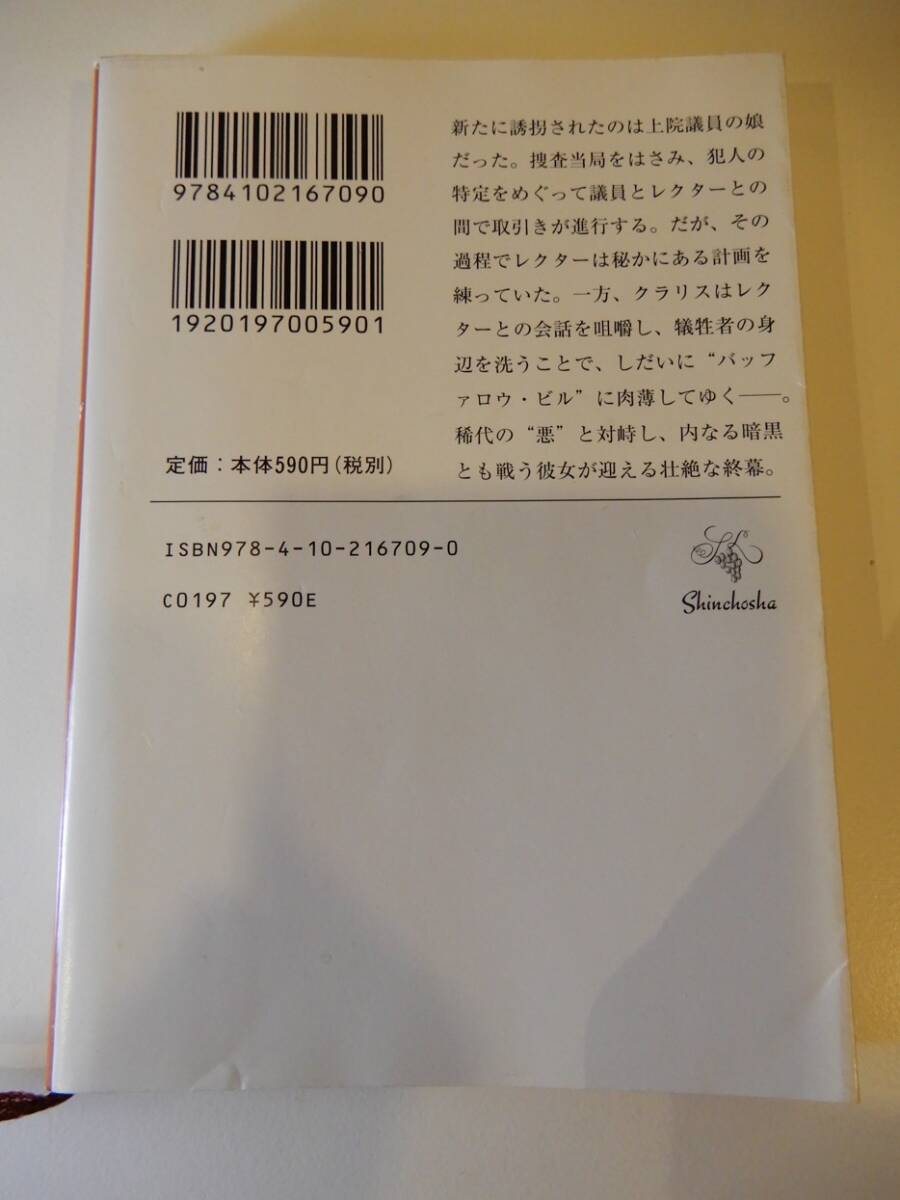 9784102167090
1920197005901
新たに誘拐されたのは上院議員の娘
だった。捜査当局をはさみ、犯人の
特定をめぐって議員とレクターとの
間で取引きが進行する。だが、その
過程でレクターは秘かにある計画を
練っていた。一方、クラリスはレク
ターとの会話を咀嚼し、犠牲者の身
辺を洗うことで、しだいに“バッフ
ァロウ・ビル”に肉薄してゆく――。
稀代の“悪”と対峙し、内なる暗黒
とも戦う彼女が迎える壮絶な終幕。
定価：本体590円(税別)
ISBN978-4-10-216709-0
C0197 ¥590E
Shinchosha